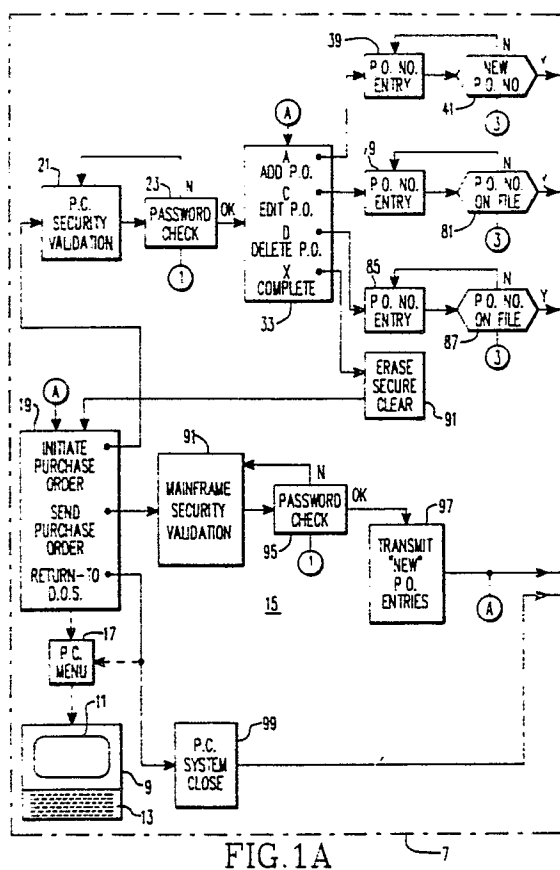 39
P.O. NO.
ENTRY
N
NEW
P.O. NO.
Y
41
3
A
21
P.C.
SECURITY
VALIDATION
N
23
PASSWORD
CHECK
OK
1
A
ADD P.O.
C
EDIT P.O.
D
DELETE P.O.
X
COMPLETE
33
9
P.O. NO.
ENTRY
N
P.O. NO.
ON FILE
Y
81
3
85
P.O. NO.
ENTRY
N
P.O. NO.
ON FILE
Y
87
3
ERASE
SECURE
CLEAR
91
A
19
INITIATE
PURCHASE
ORDER
SEND
PURCHASE
ORDER
RETURN-TO
D.O.S.
91
MAINFRAME
SECURITY
VALIDATION
N
PASSWORD
CHECK
OK
95
1
97
TRANSMIT
"NEW"
P.O.
ENTRIES
A
15
17
P.C.
MENU
11
9
13
99
P.C.
SYSTEM
CLOSE
7
FIG.1A